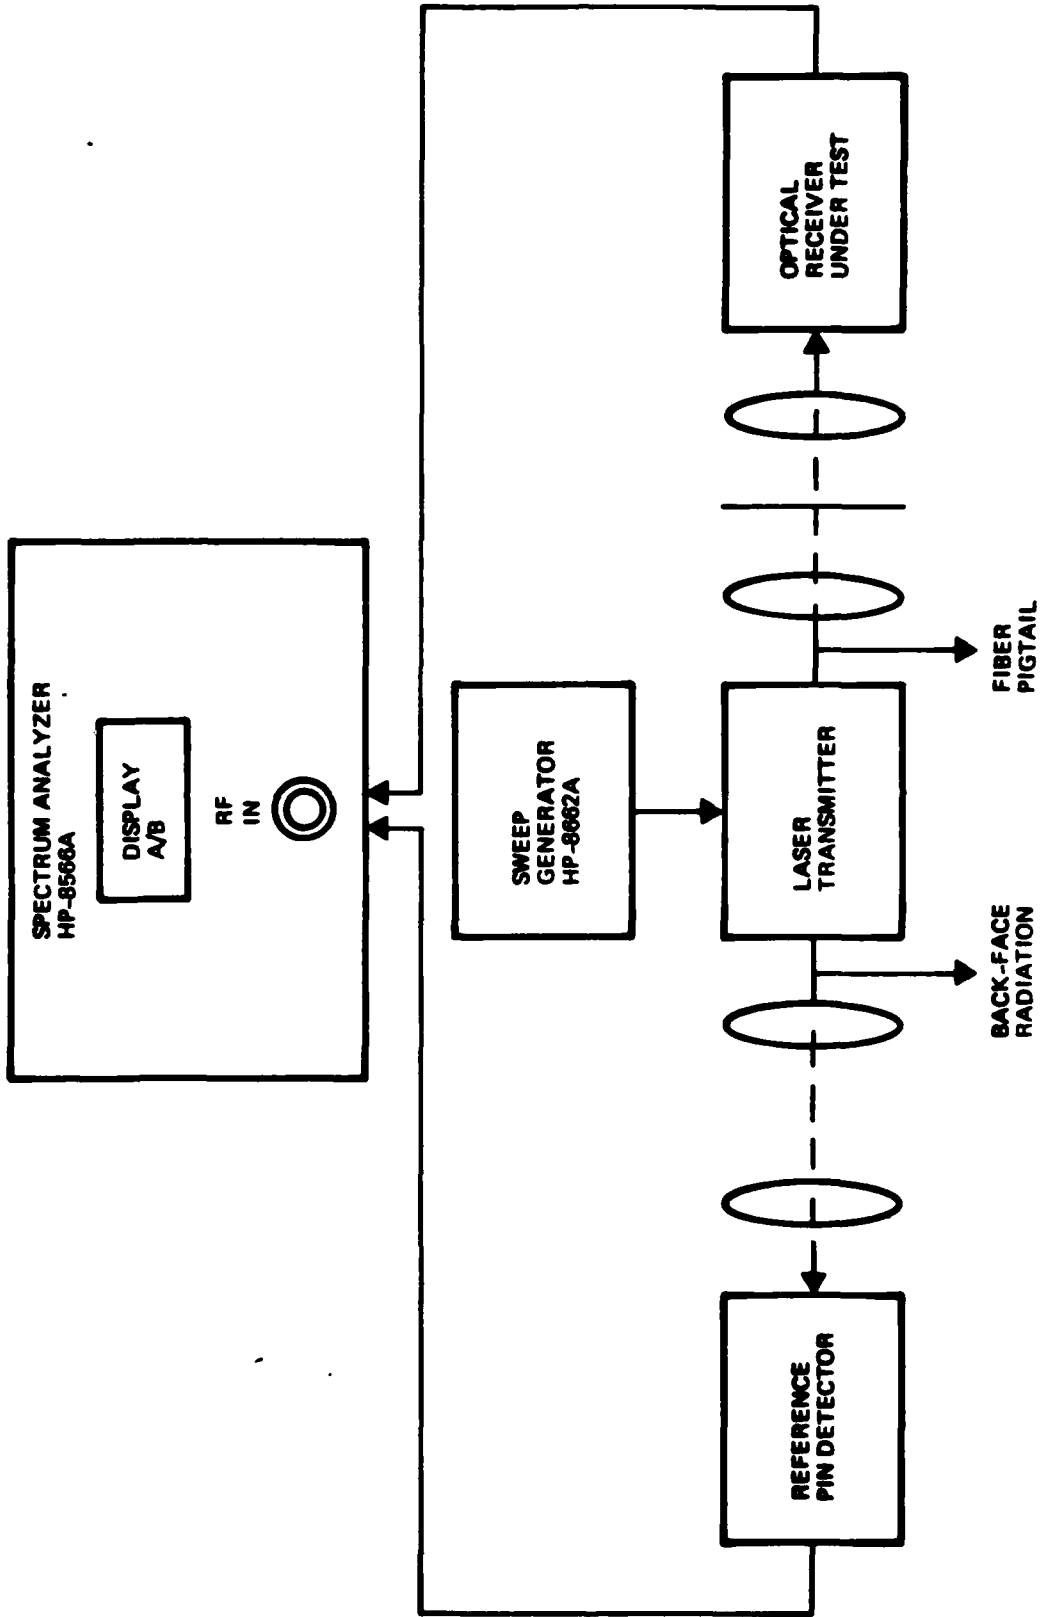 SPECTRUM ANALYZER
HP-8566A
DISPLAY
A/B
RF
IN
SWEEP
GENERATOR
HP-8662A
REFERENCE
PIN DETECTOR
LASER
TRANSMITTER
OPTICAL
RECEIVER
UNDER TEST
BACK-FACE
RADIATION
FIBER
PIGTAIL